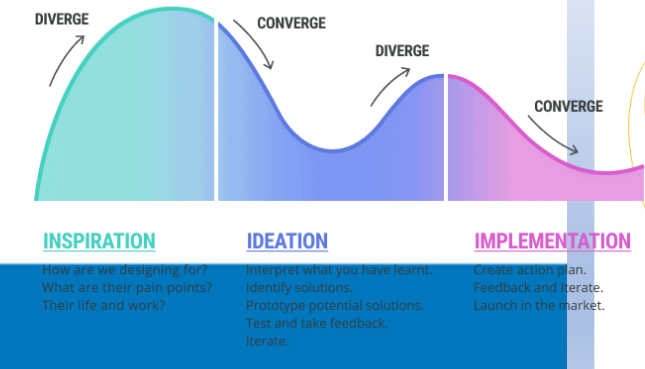 DIVERGE
CONVERGE
DIVERGE
CONVERGE
INSPIRATION
How are we designing for?
What are their pain points?
Their life and work?
IDEATION
Interpret what you have learnt.
Identify solutions.
Prototype potential solutions.
Test and take feedback.
Iterate.
IMPLEMENTATION
Create action plan.
Feedback and Iterate.
Launch in the market.